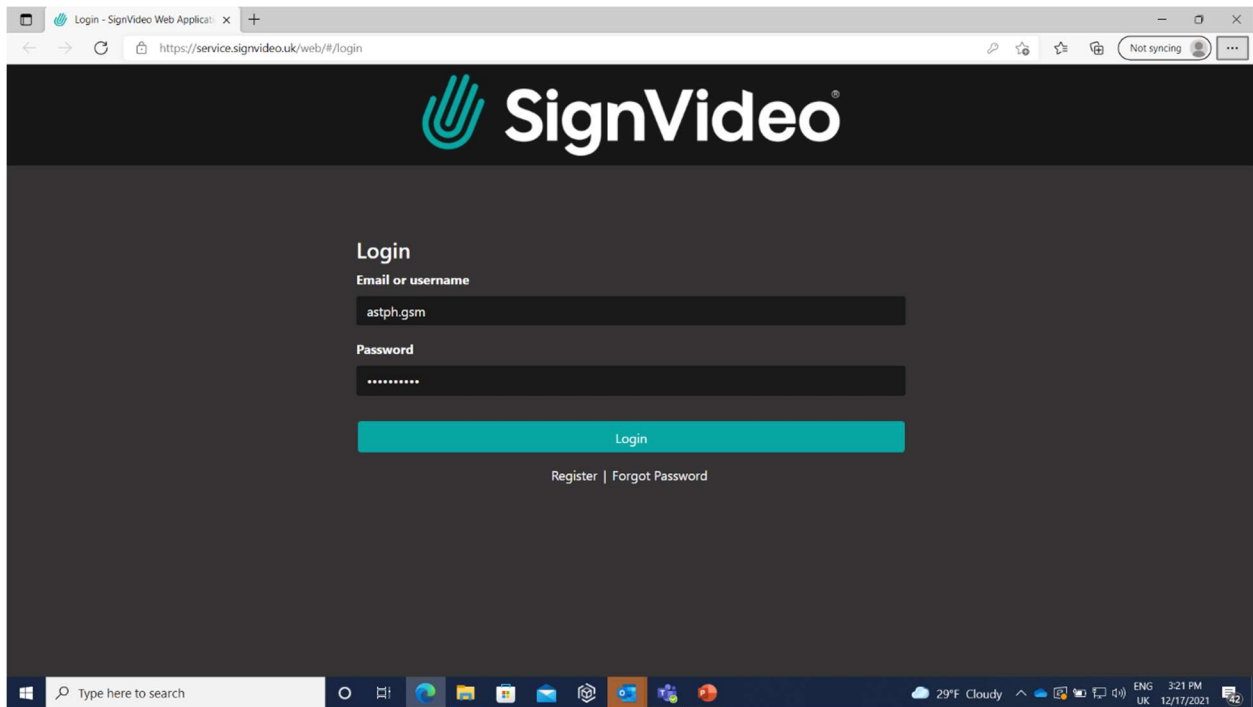 Login - SignVideo Web Applicati
https://service.signvideo.uk/web/#/login
Not syncing
SignVideo®
Login
Email or username
astph.gsm
Password
••••••••••
Login
Register | Forgot Password
Type here to search
29°F Cloudy
ENG
3:21 PM
UK
12/17/2021
42